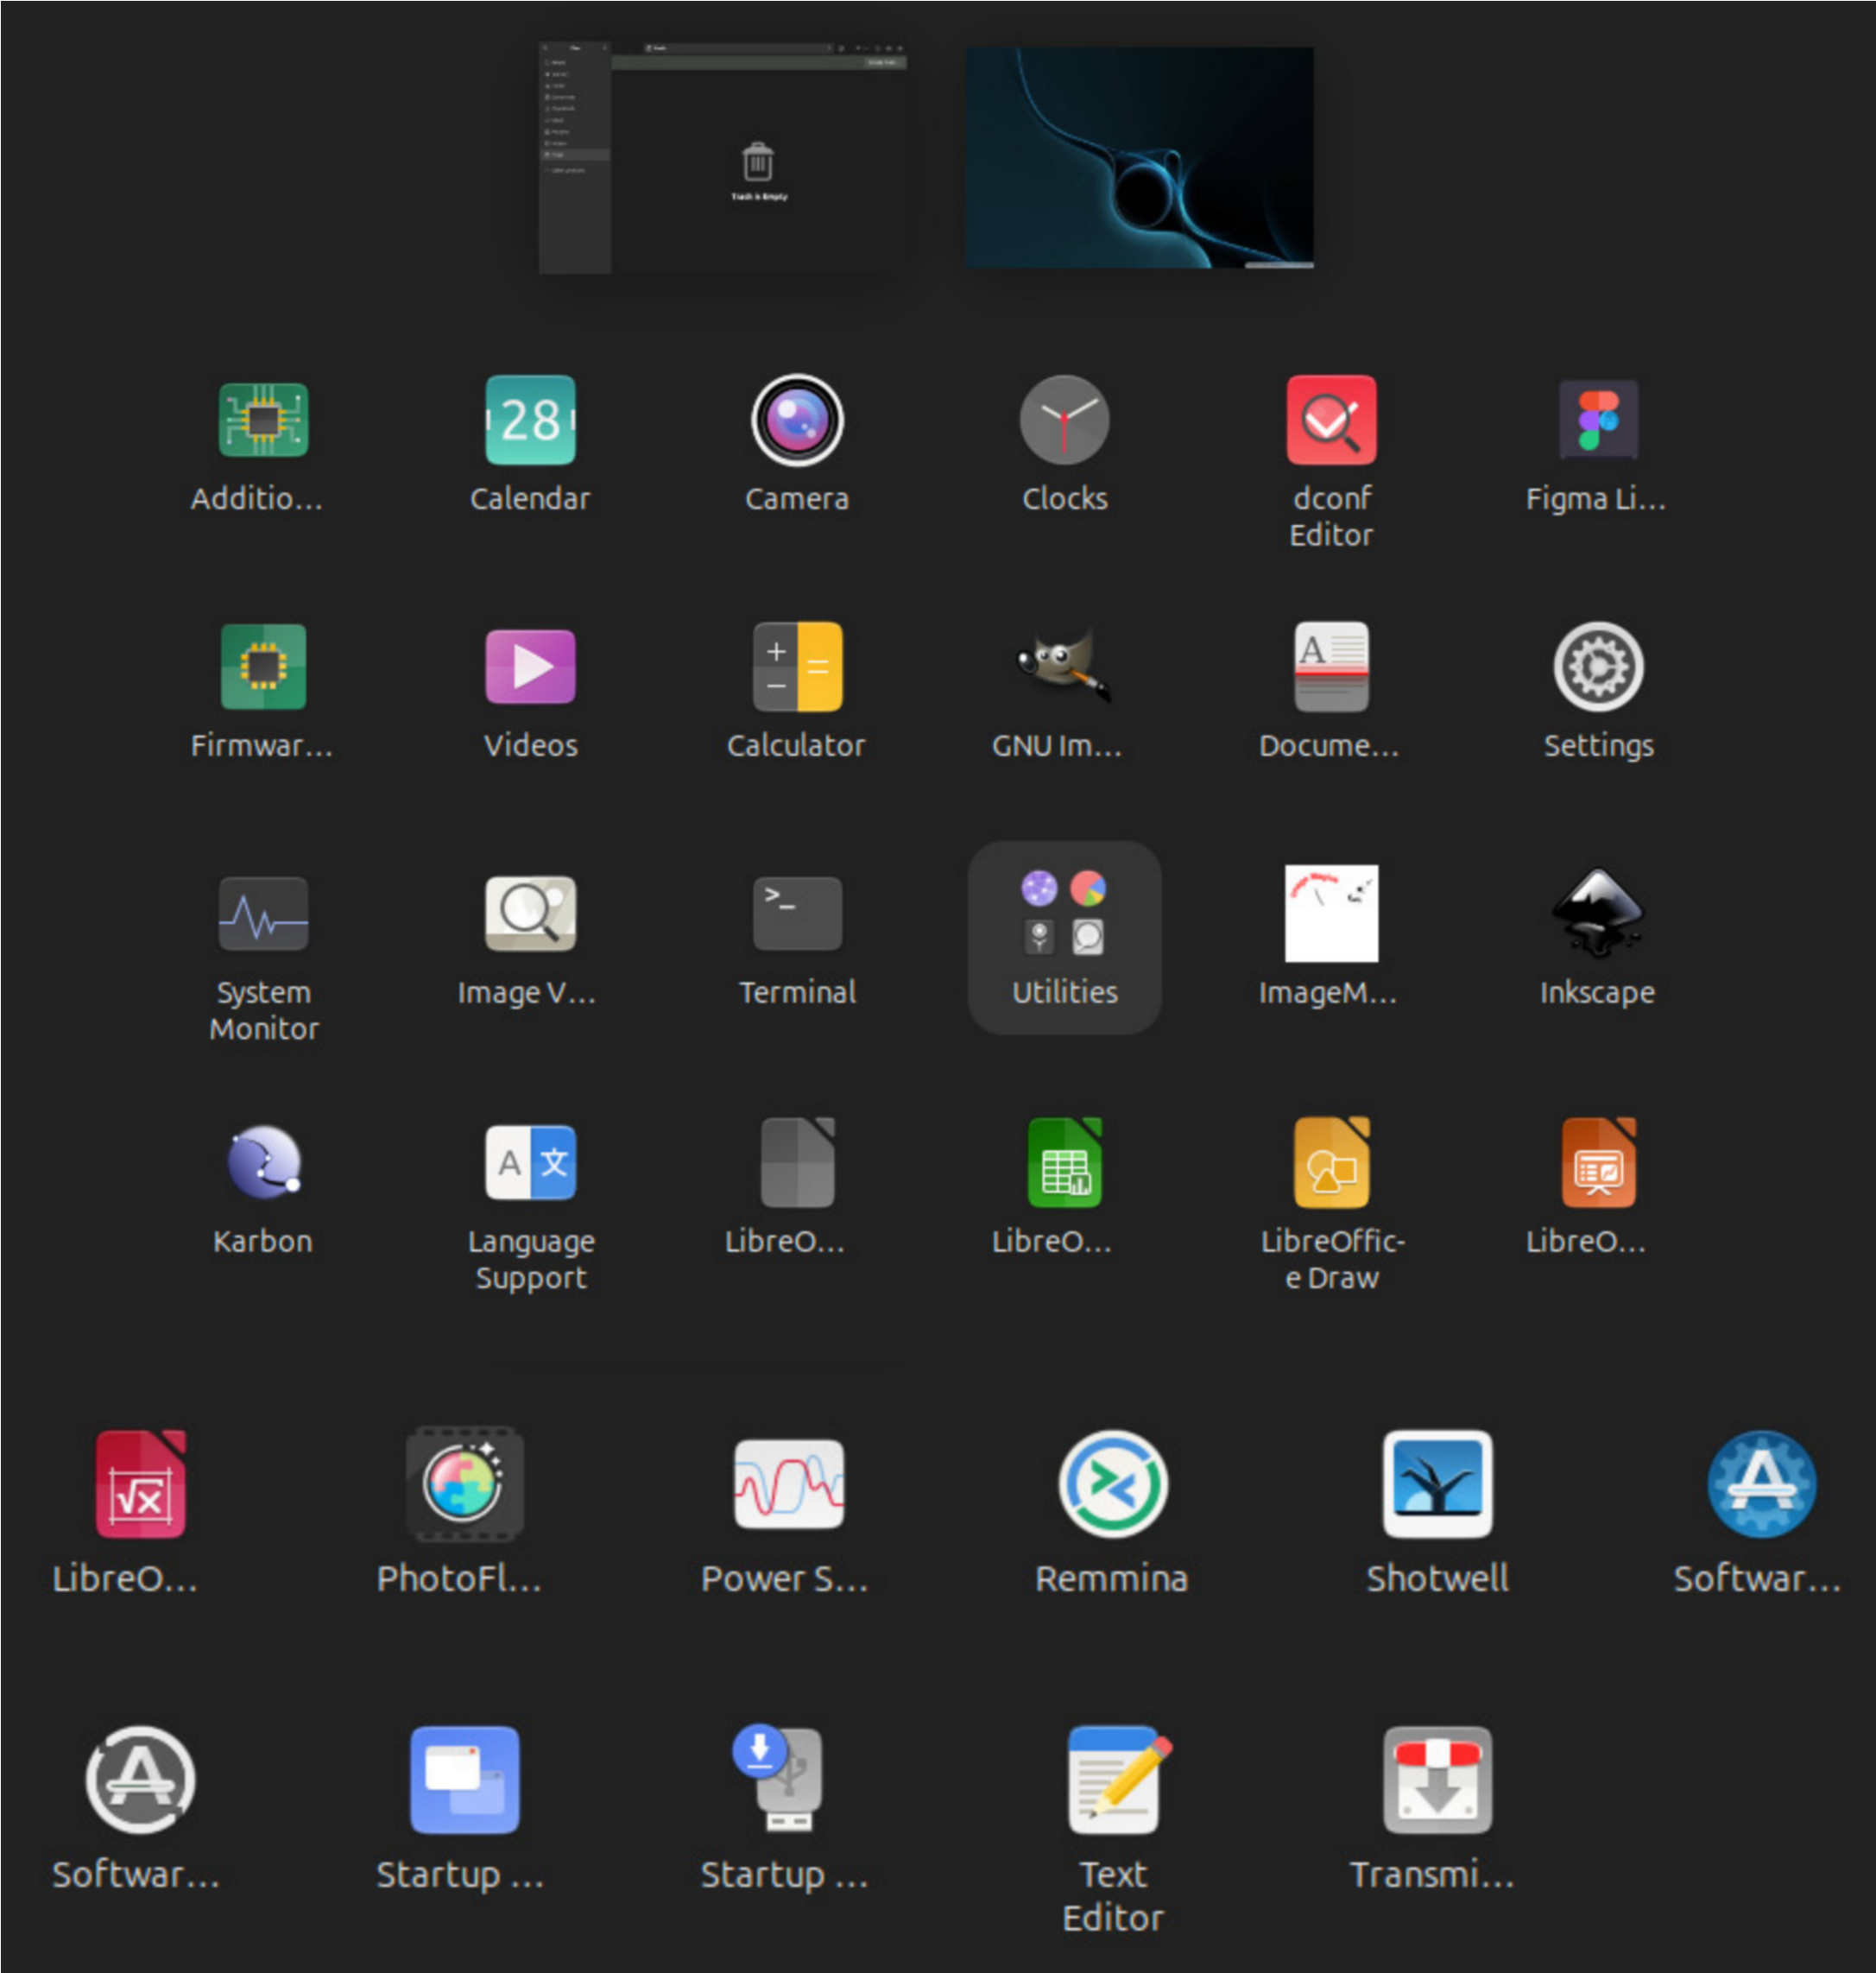 Trash is Empty
28
Additio...
Calendar
Camera
Clocks
dconf
Editor
Figma Li...
A
Firmwar...
Videos
Calculator
GNU Im...
Docume...
Settings
>_
System
Monitor
Image V...
Terminal
Utilities
ImageM...
Inkscape
A 文
Karbon
Language
Support
LibreO...
LibreO...
LibreOffic-
e Draw
LibreO...
√x
LibreO...
PhotoFl...
Power S...
Remmina
Shotwell
Softwar...
Softwar...
Startup ...
Startup ...
Text
Editor
Transmi...